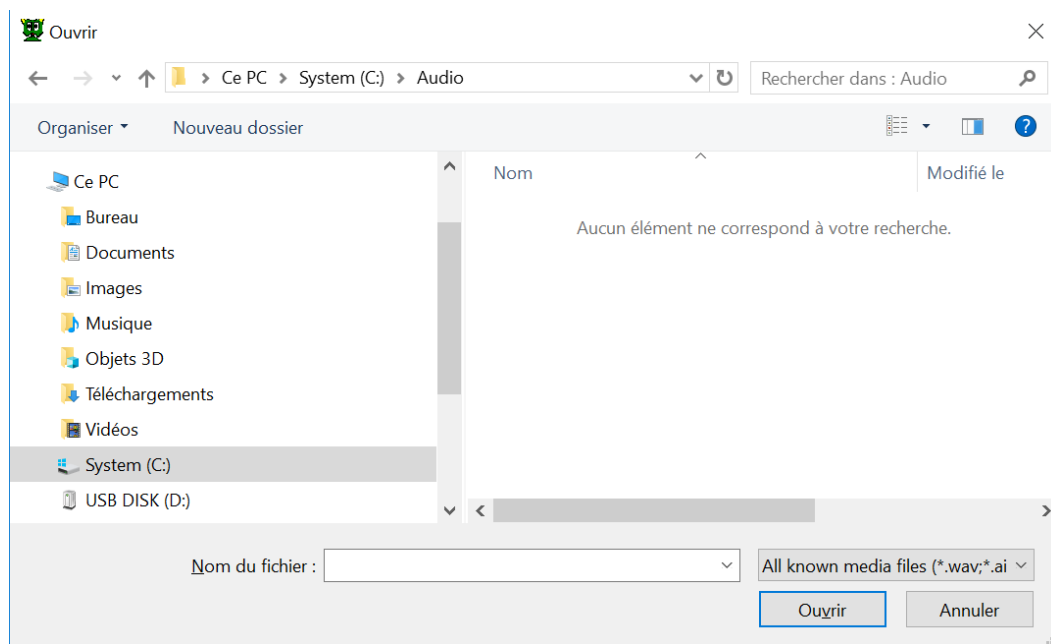 Ouvrir
Ce PC > System (C:) > Audio
Rechercher dans : Audio
Organiser
Nouveau dossier
?
Ce PC
Bureau
Documents
Images
Musique
Objets 3D
Téléchargements
Vidéos
System (C:)
USB DISK (D:)
Nom
Modifié le
Aucun élément ne correspond à votre recherche.
Nom du fichier :
All known media files (*.wav;*.ai
Ouvrir
Annuler